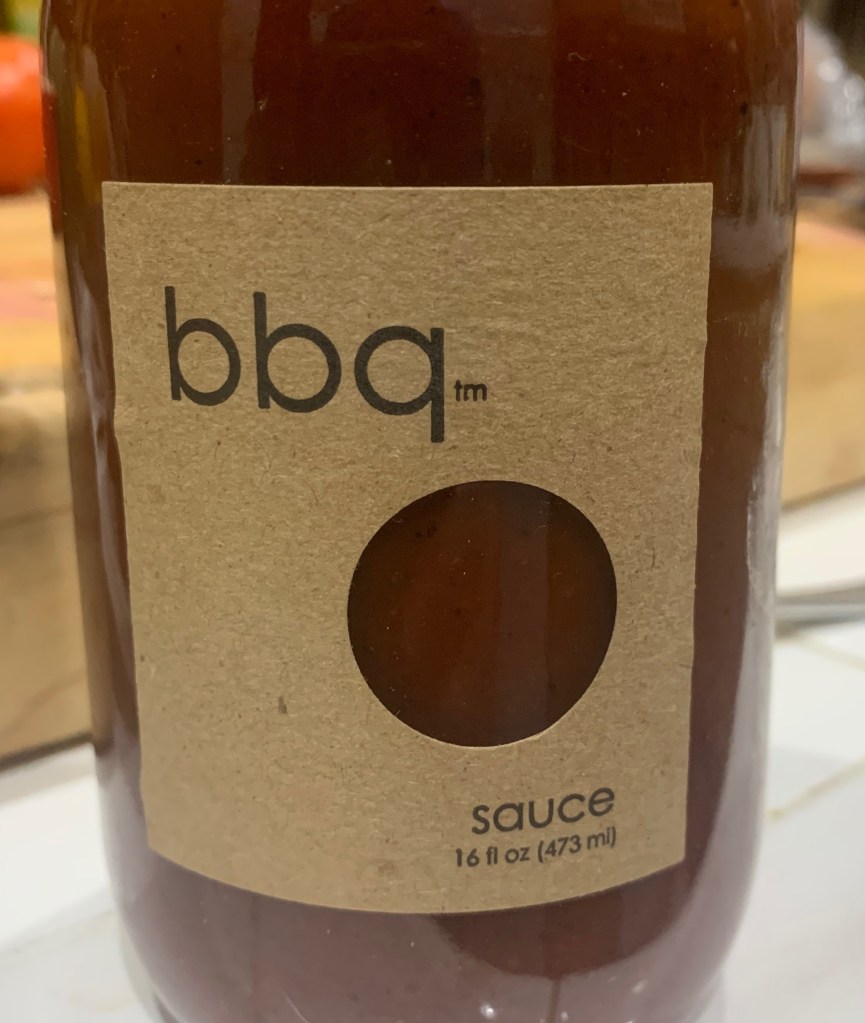 bbq tm
sauce
16 fl oz (473 ml)